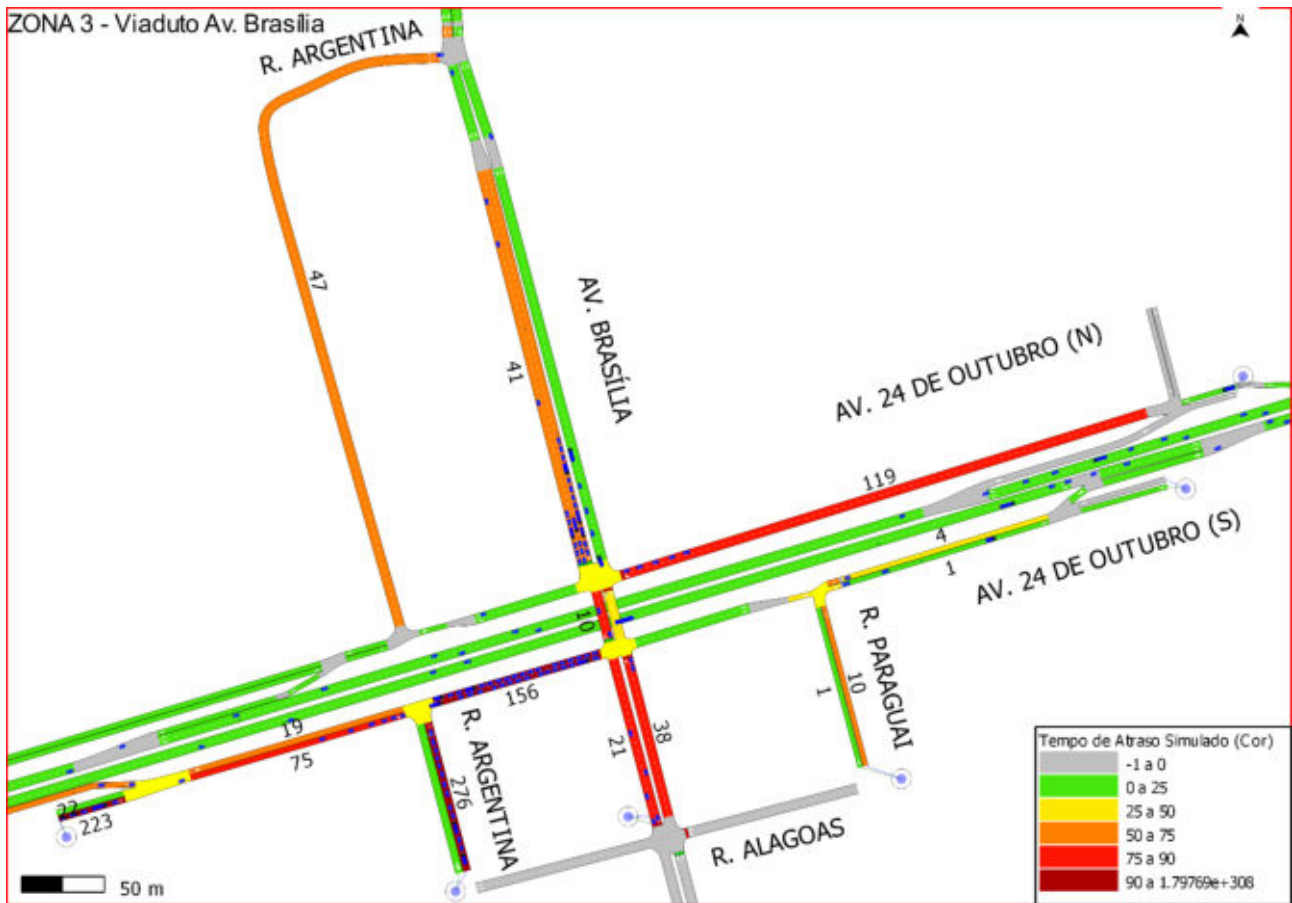 ZONA 3 - Viaduto Av. Brasília
N
R. ARGENTINA
47
41
AV. BRASÍLIA
AV. 24 DE OUTUBRO (N)
119
4
1
AV. 24 DE OUTUBRO (S)
10
R. PARAGUAI
10
1
156
19
75
R. ARGENTINA
276
21
38
22
223
R. ALAGOAS
50 m
Tempo de Atraso Simulado (Cor)
-1 a 0
0 a 25
25 a 50
50 a 75
75 a 90
90 a 1.79769e+308